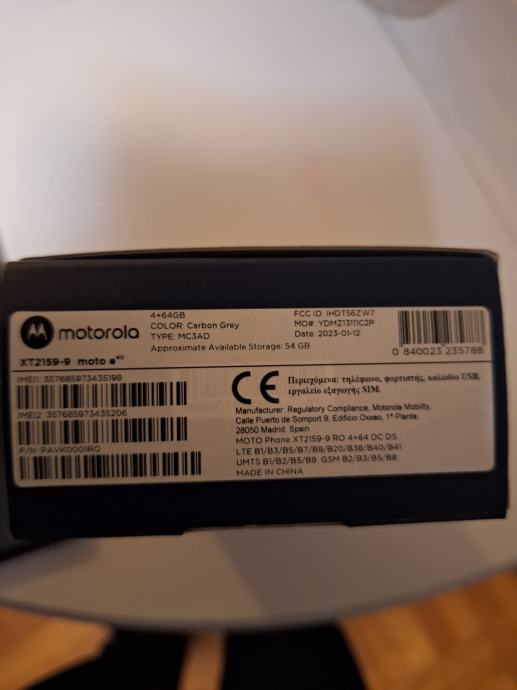 motorola
XT2159-9 moto e⁴⁰
4+64GB
COLOR: Carbon Grey
TYPE: MC3AD
Approximate Available Storage: 54 GB
FCC ID: IHDT56ZW7
MO#: YDMZ13111C2P
Date: 2023-01-12
0 840023 235788
IMEI1 357685973435198
IMEI2 357685973435206
P/N: PAVK0001RO
CE
Περιεχόμενα: τηλέφωνο, φορτιστής, καλώδιο USB,
εργαλείο εξαγωγής SIM.
Manufacturer: Regulatory Compliance, Motorola Mobility,
Calle Puerto de Somport 9, Edificio Oxxeo, 1ª Planta,
28050 Madrid, Spain
MOTO Phone XT2159-9 RO 4+64 DC DS
LTE B1/B3/B5/B7/B8/B20/B38/B40/B41
UMTS B1/B2/B5/B8 GSM B2/B3/B5/B8
MADE IN CHINA